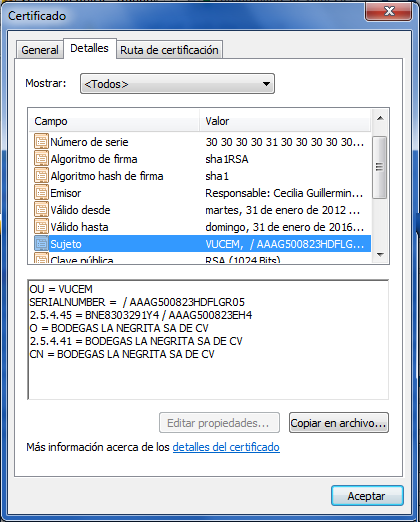 Certificado
General Detalles Ruta de certificación
Mostrar: <Todos>
Campo Valor
Número de serie 30 30 30 30 31 30 30 30 30 30...
Algoritmo de firma sha1RSA
Algoritmo hash de firma sha1
Emisor Responsable: Cecilia Guillermin...
Válido desde martes, 31 de enero de 2012 ...
Válido hasta domingo, 31 de enero de 2016...
Sujeto VUCEM, / AAAG500823HDFLG...
Clave pública RSA (1024 Bits)
OU = VUCEM
SERIALNUMBER = / AAAG500823HDFLGR05
2.5.4.45 = BNE8303291Y4 / AAAG500823EH4
O = BODEGAS LA NEGRITA SA DE CV
2.5.4.41 = BODEGAS LA NEGRITA SA DE CV
CN = BODEGAS LA NEGRITA SA DE CV
Editar propiedades... Copiar en archivo...
Más información acerca de los detalles del certificado
Aceptar